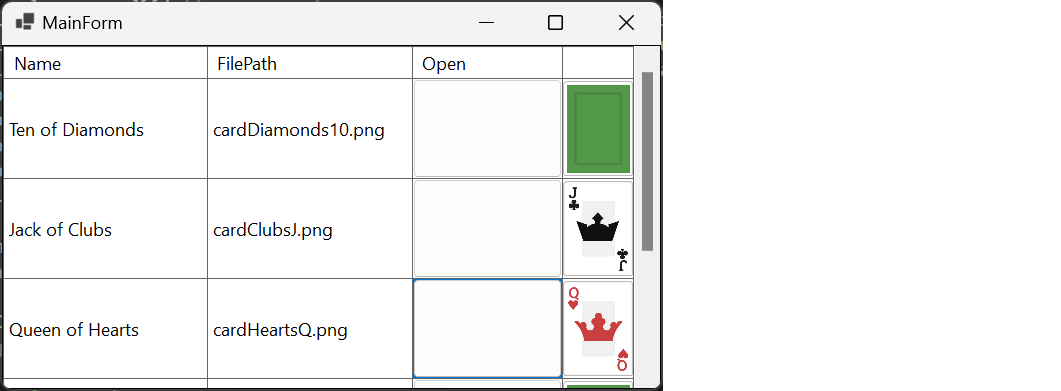 MainForm
Name FilePath Open
Ten of Diamonds cardDiamonds10.png
J
Jack of Clubs cardClubsJ.png
J
Q
Queen of Hearts cardHeartsQ.png
Q